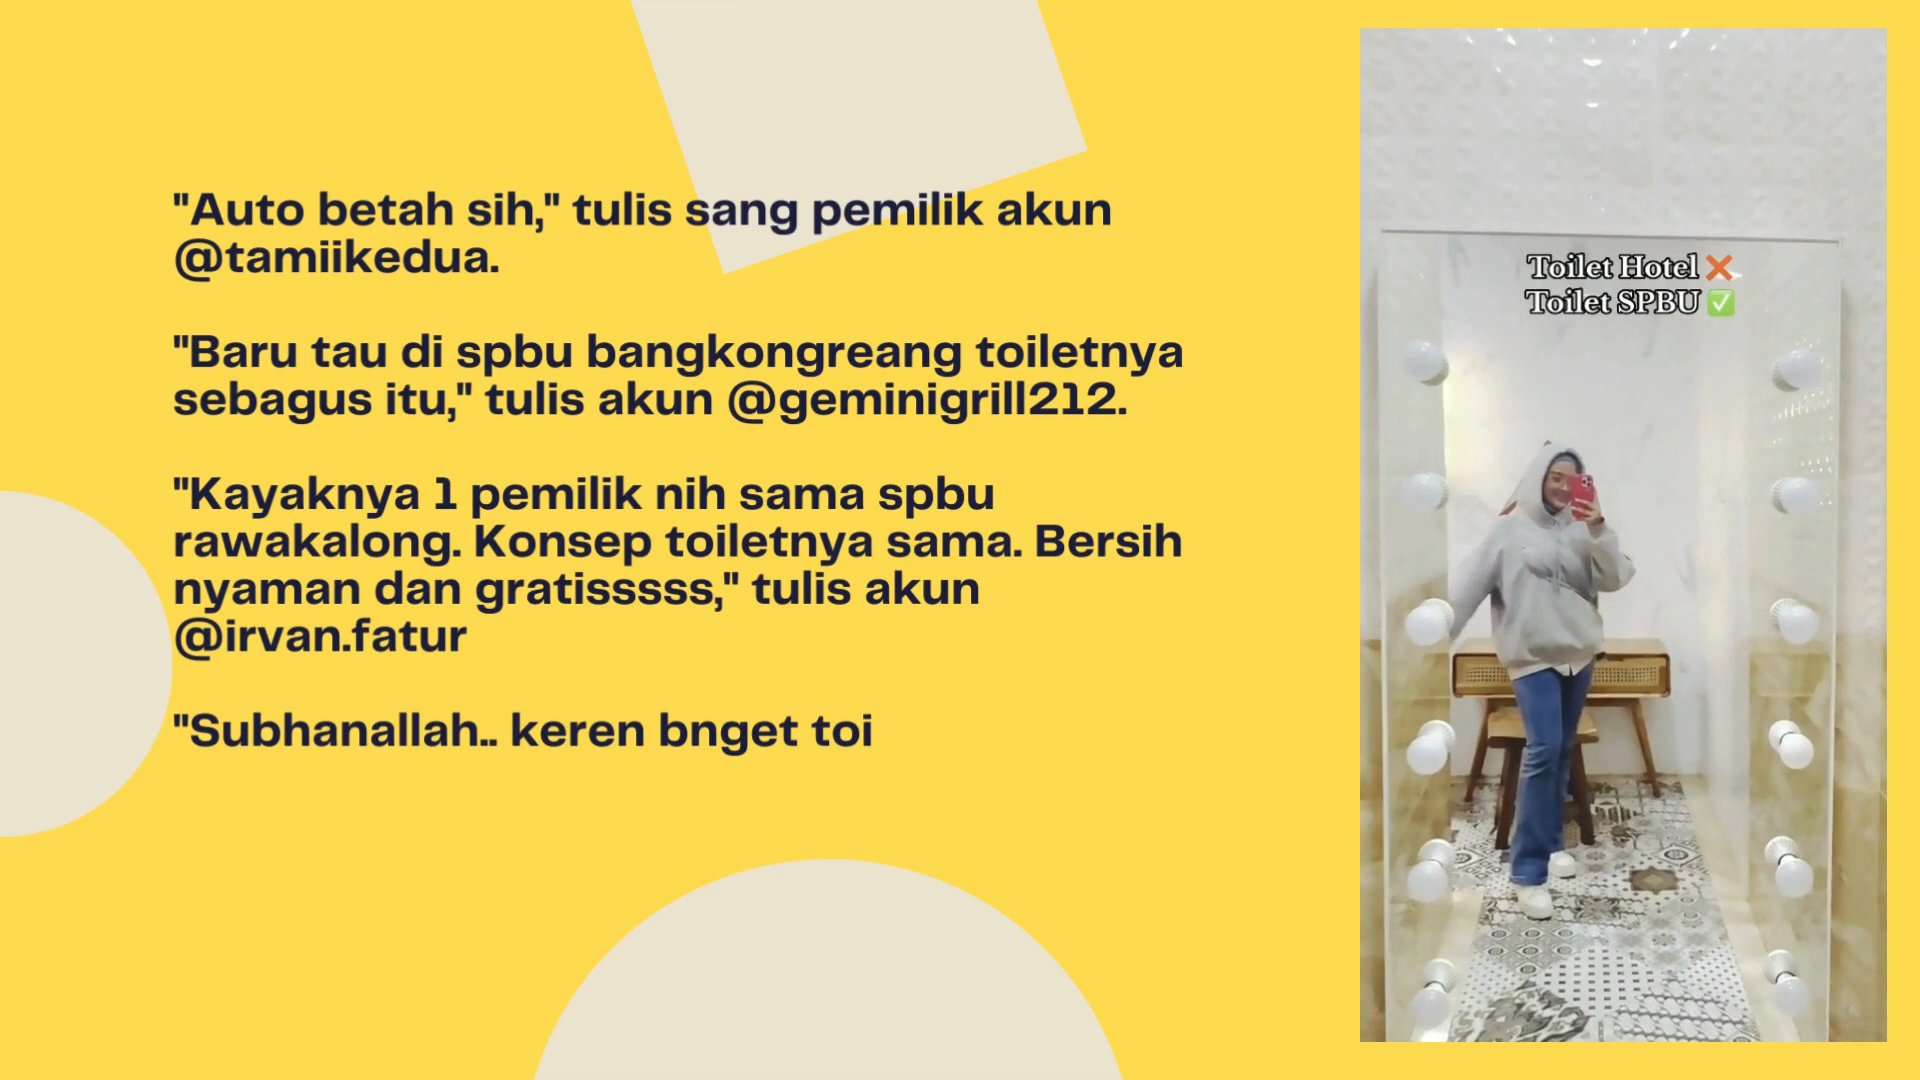 "Auto betah sih," tulis sang pemilik akun
@tamiikedua.
"Baru tau di spbu bangkongreang toiletnya
sebagus itu," tulis akun @geminigrill212.
"Kayaknya 1 pemilik nih sama spbu
rawakalong. Konsep toiletnya sama. Bersih
nyaman dan gratisssss," tulis akun
@irvan.fatur
"Subhanallah.. keren bnget toi
Toilet Hotel ❌
Toilet SPBU ✅